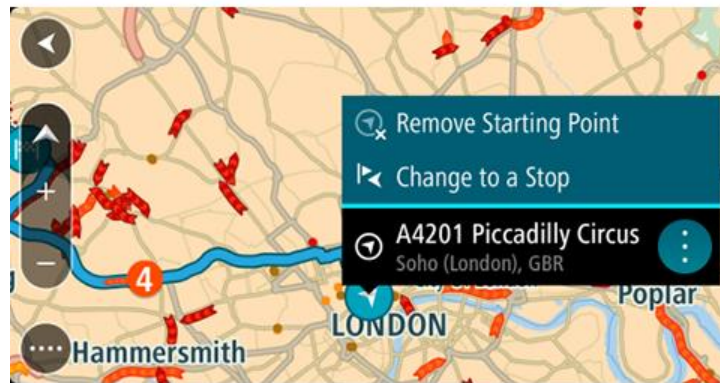 Remove Starting Point
Change to a Stop
A4201 Piccadilly Circus
Soho (London), GBR
4
Poplar
LONDON
Hammersmith